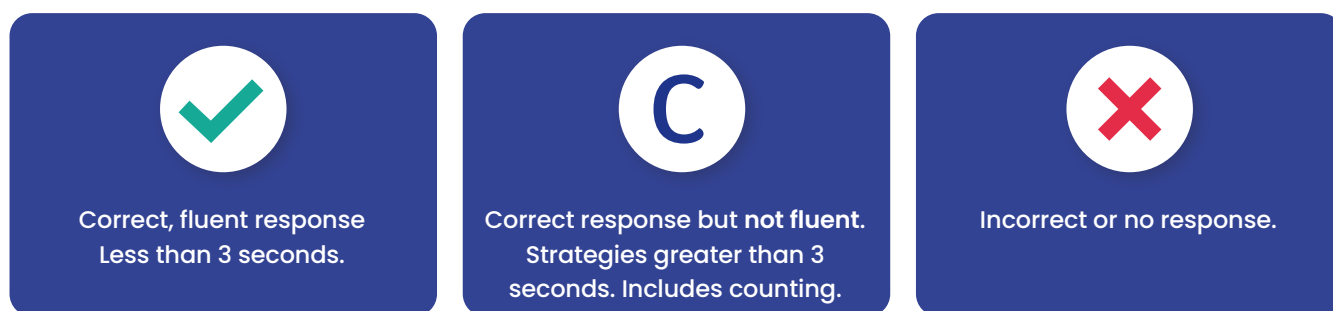 Correct, fluent response
Less than 3 seconds.
C
Correct response but not fluent.
Strategies greater than 3
seconds. Includes counting.
Incorrect or no response.